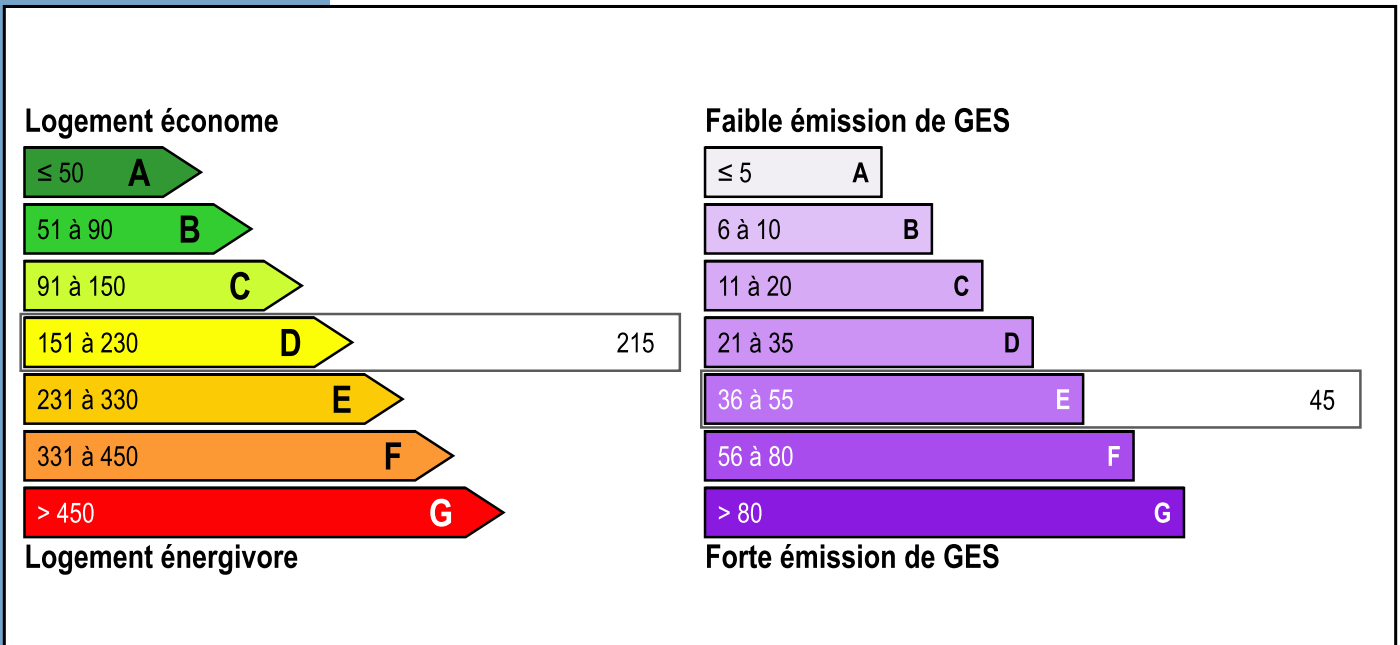 Logement économe
≤ 50 A
51 à 90 B
91 à 150 C
151 à 230 D 215
231 à 330 E
331 à 450 F
> 450 G
Logement énergivore
Faible émission de GES
≤ 5 A
6 à 10 B
11 à 20 C
21 à 35 D
36 à 55 E 45
56 à 80 F
> 80 G
Forte émission de GES